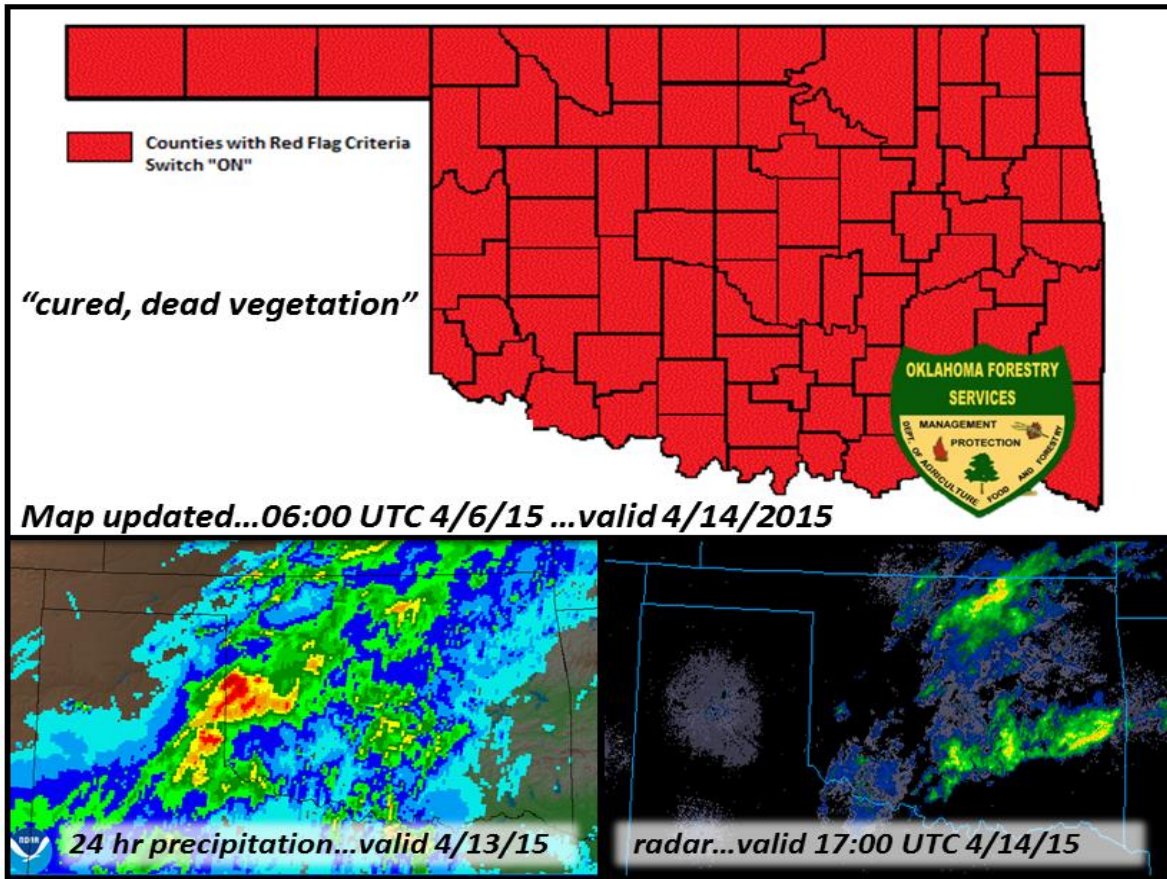 Counties with Red Flag Criteria
Switch "ON"
“cured, dead vegetation”
OKLAHOMA FORESTRY
SERVICES
MANAGEMENT
PROTECTION
DEPT. OF AGRICULTURE FOOD AND FORESTRY
Map updated...06:00 UTC 4/6/15 ...valid 4/14/2015
NOAA
24 hr precipitation...valid 4/13/15
radar...valid 17:00 UTC 4/14/15